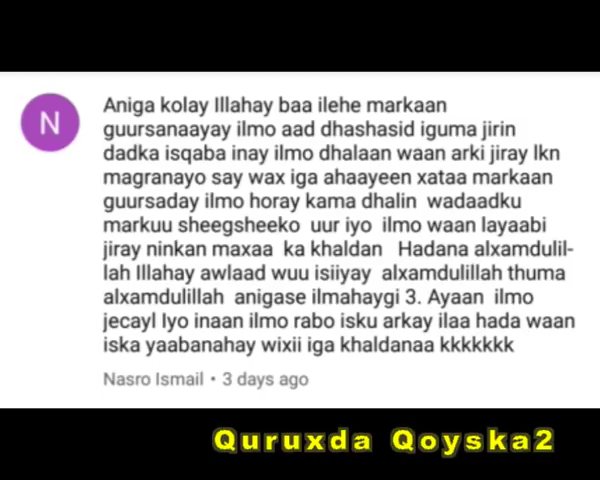 N
Aniga kolay Illahay baa ilehe markaan
guursanaayay ilmo aad dhashasid iguma jirin
dadka isqaba inay ilmo dhalaan waan arki jiray lkn
magranayo say wax iga ahaayeen xataa markaan
guursaday ilmo horay kama dhalin wadaadku
markuu sheegsheeko uur iyo ilmo waan layaabi
jiray ninkan maxaa ka khaldan Hadana alxamdulil-
lah Illahay awlaad wuu isiiyay alxamdulillah thuma
alxamdulillah anigase ilmahaygi 3. Ayaan ilmo
jecayl Iyo inaan ilmo rabo isku arkay ilaa hada waan
iska yaabanahay wixii iga khaldanaa kkkkkkk
Nasro Ismail • 3 days ago
Quruxda Qoyska2